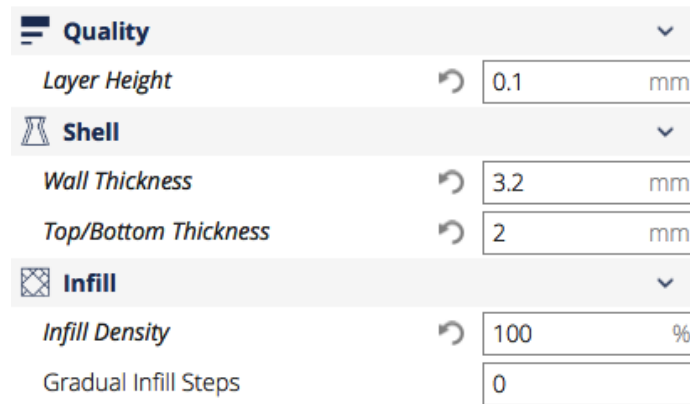 Quality
Layer Height 0.1 mm
Shell
Wall Thickness 3.2 mm
Top/Bottom Thickness 2 mm
Infill
Infill Density 100 %
Gradual Infill Steps 0